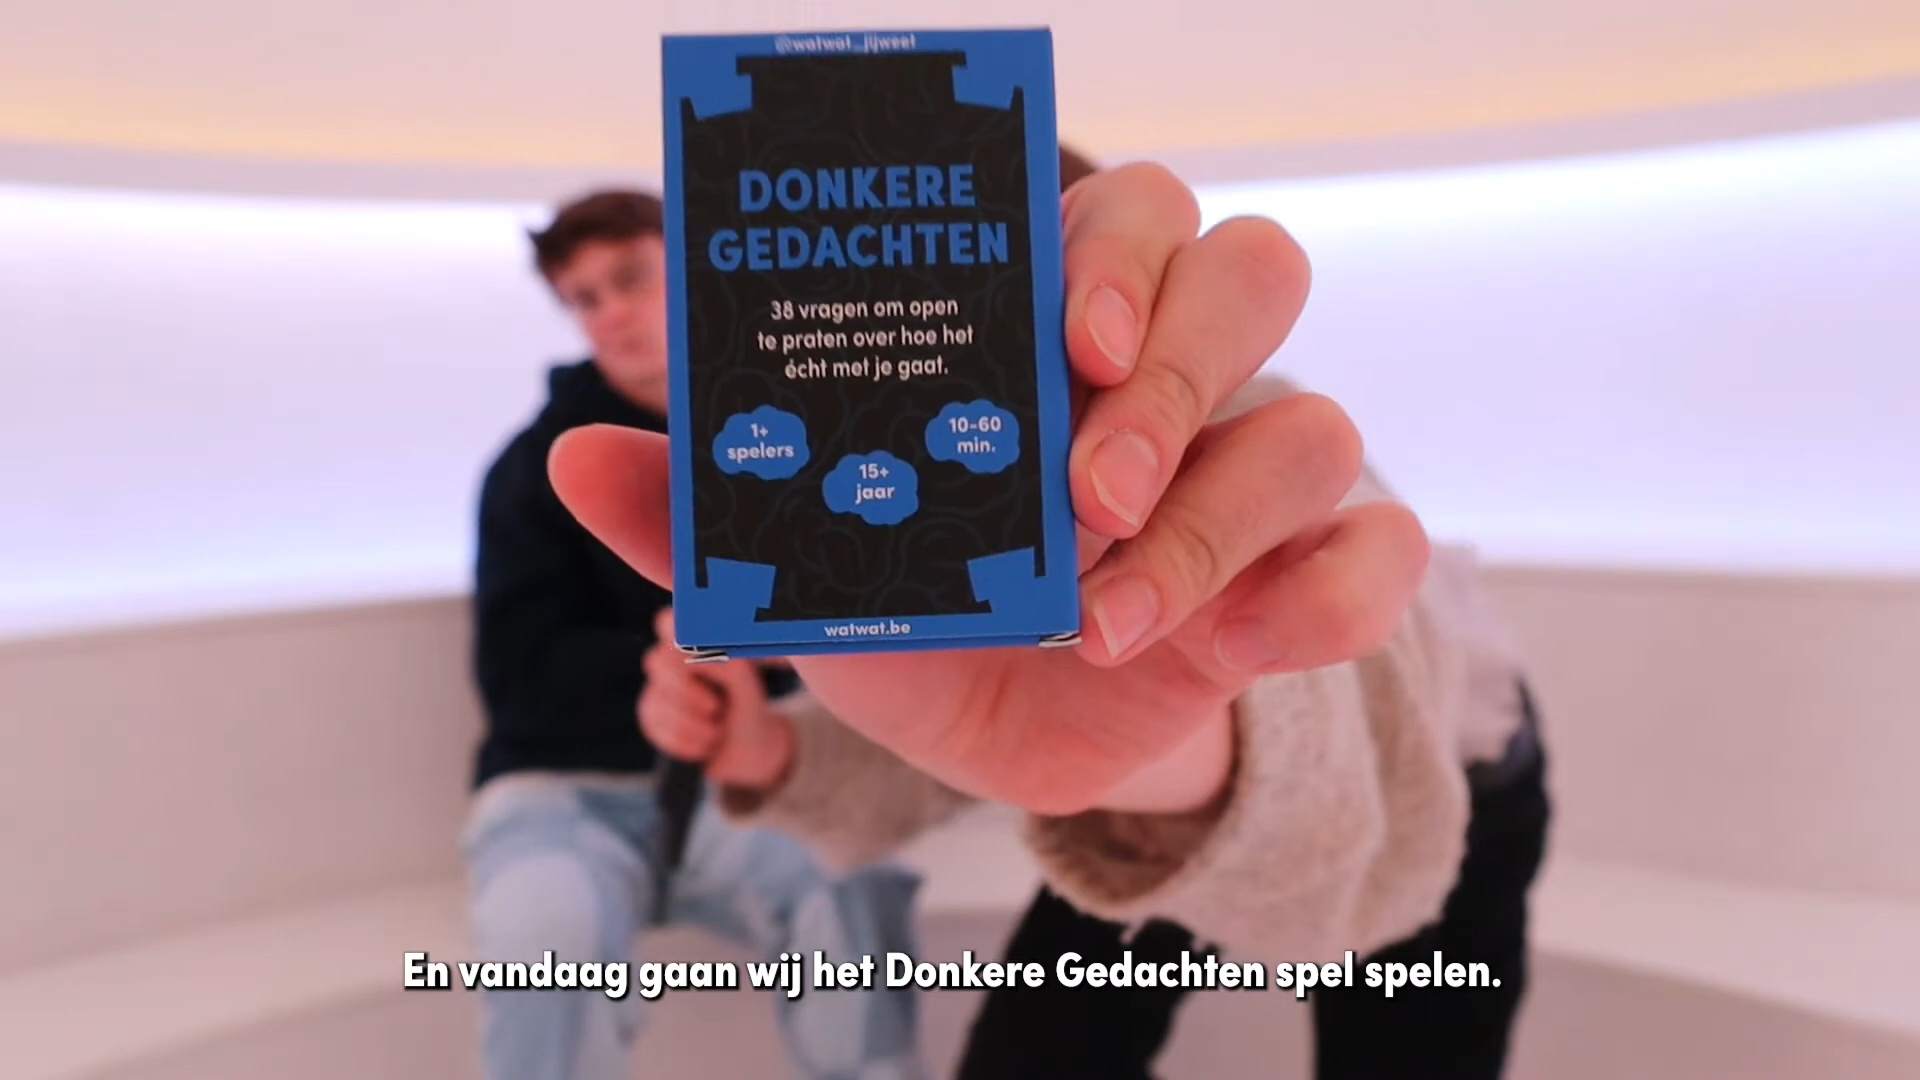 @watwat_jijweet
DONKERE
GEDACHTEN
38 vragen om open
te praten over hoe het
écht met je gaat.
1+
spelers
15+
jaar
10-60
min.
watwat.be
En vandaag gaan wij het Donkere Gedachten spel spelen.